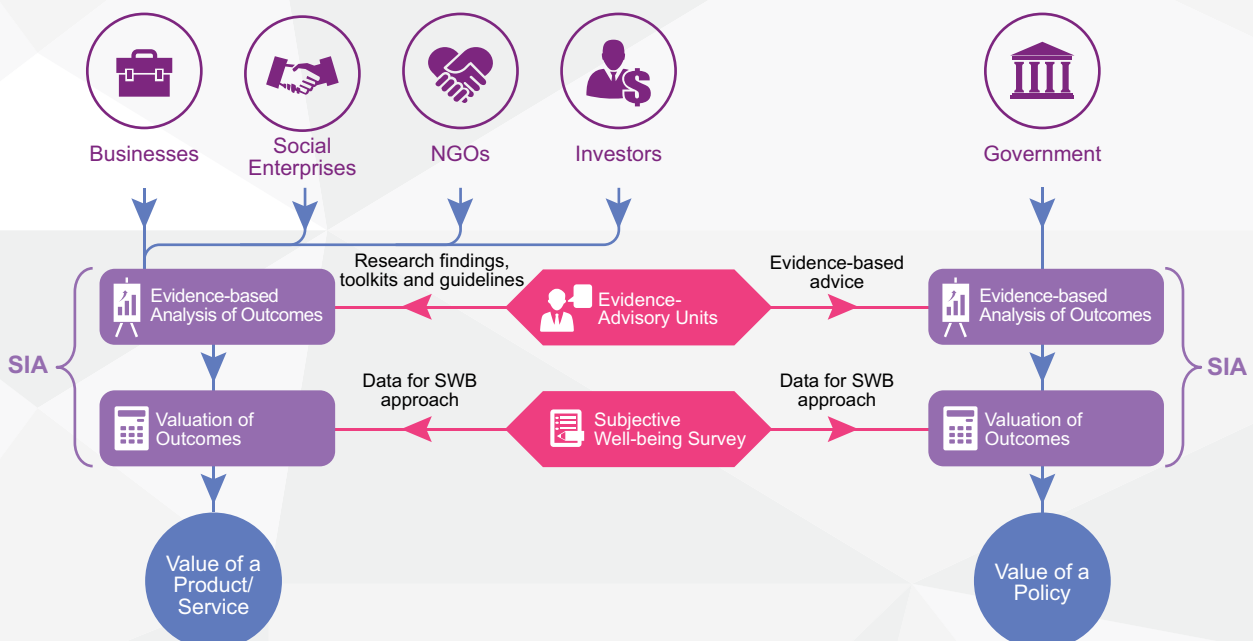 Businesses
Social
Enterprises
NGOs
Investors
Government
Research findings,
toolkits and guidelines
Evidence-based
advice
Evidence-based
Analysis of Outcomes
Evidence-
Advisory Units
Evidence-based
Analysis of Outcomes
SIA
SIA
Data for SWB
approach
Data for SWB
approach
Valuation of
Outcomes
Subjective
Well-being Survey
Valuation of
Outcomes
Value of a
Product/
Service
Value of a
Policy